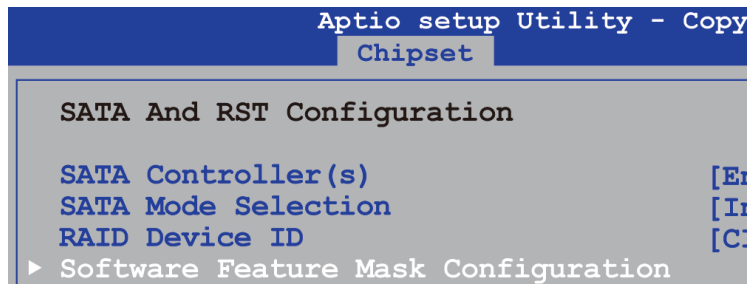 Aptio setup Utility - Copy
Chipset
SATA And RST Configuration
SATA Controller(s)
SATA Mode Selection
RAID Device ID
▶ Software Feature Mask Configuration